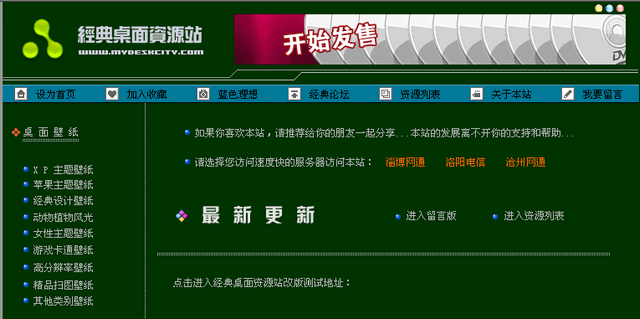 經典桌面資源站
www.mydeskcity.com
开始发售
设为首页 加入收藏 蓝色理想 经典论坛 资源列表 关于本站 我要留言
桌面壁纸
XP主题壁纸
苹果主题壁纸
经典设计壁纸
动物植物风光
女性主题壁纸
游戏卡通壁纸
高分辨率壁纸
精品扫图壁纸
其他类别壁纸
如果你喜欢本站，请推荐给你的朋友一起分享...本站的发展离不开你的支持和帮助...
请选择您访问速度快的服务器访问本站： 淄博网通 洛阳电信 沧州网通
最新更新 进入留言版 进入资源列表
点击进入经典桌面资源站改版测试地址：